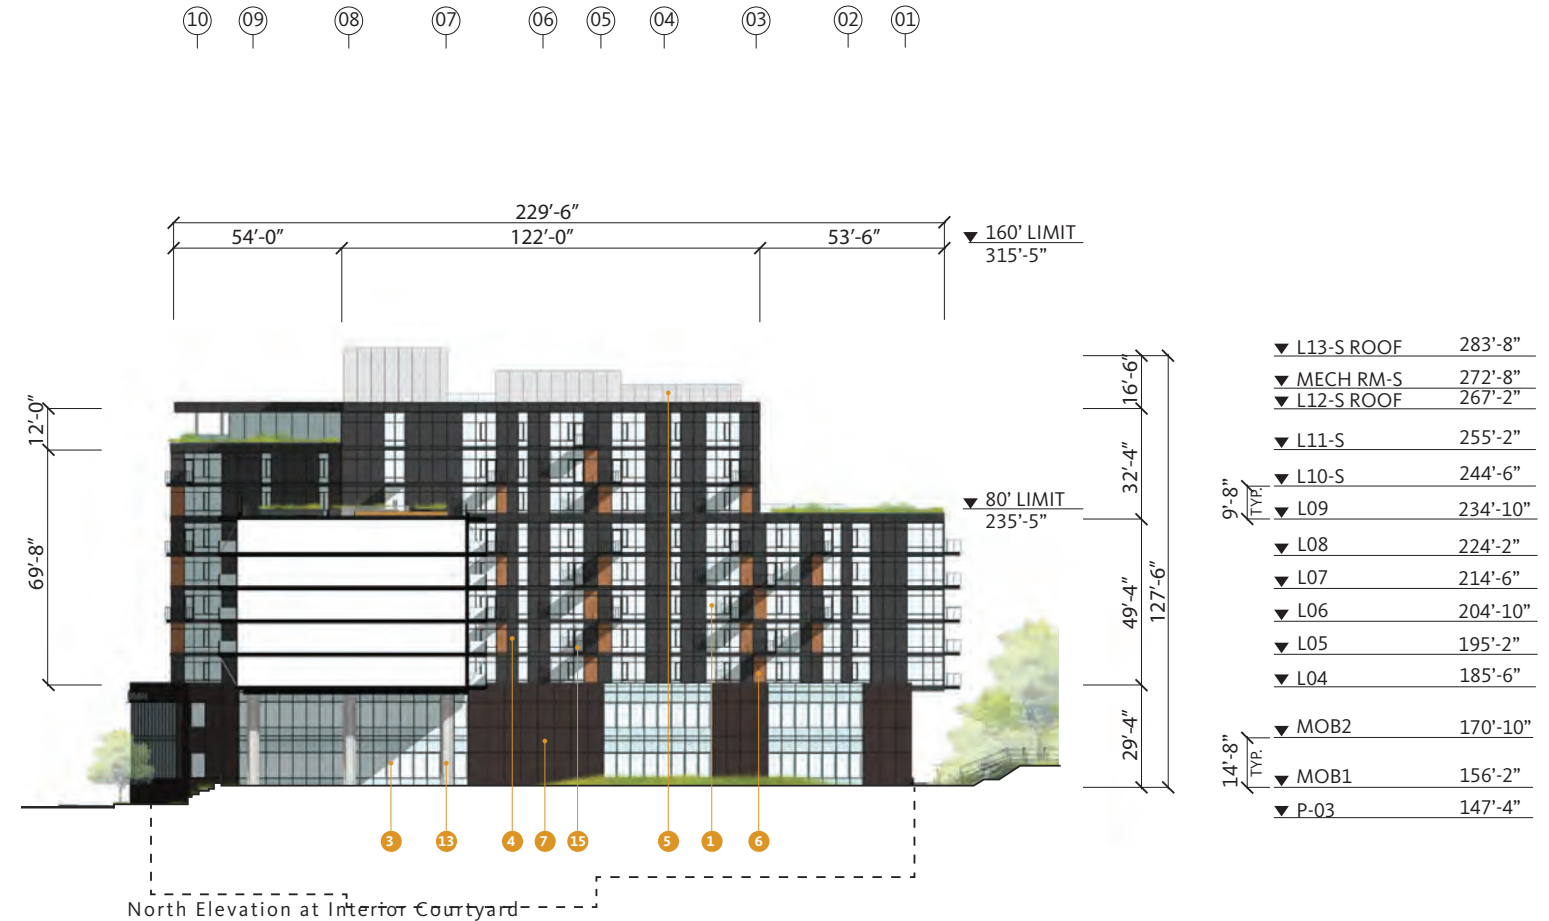 10 09 08 07 06 05 04 03 02 01
229’-6”
54’-0” 122’-0” 53’-6”
160’ LIMIT
315’-5”
80’ LIMIT
235’-5”
12’-0”
69’-8”
16’-6”
32’-4”
49’-4”
29’-4”
127’-6”
L13-S ROOF 283’-8”
MECH RM-S 272’-8”
L12-S ROOF 267’-2”
L11-S 255’-2”
L10-S 244’-6”
9’-8” TYP.
L09 234’-10”
L08 224’-2”
L07 214’-6”
L06 204’-10”
L05 195’-2”
L04 185’-6”
MOB2 170’-10”
14’-8” TYP.
MOB1 156’-2”
P-03 147’-4”
3 13 4 7 15 5 1 6
North Elevation at Interior Courtyard